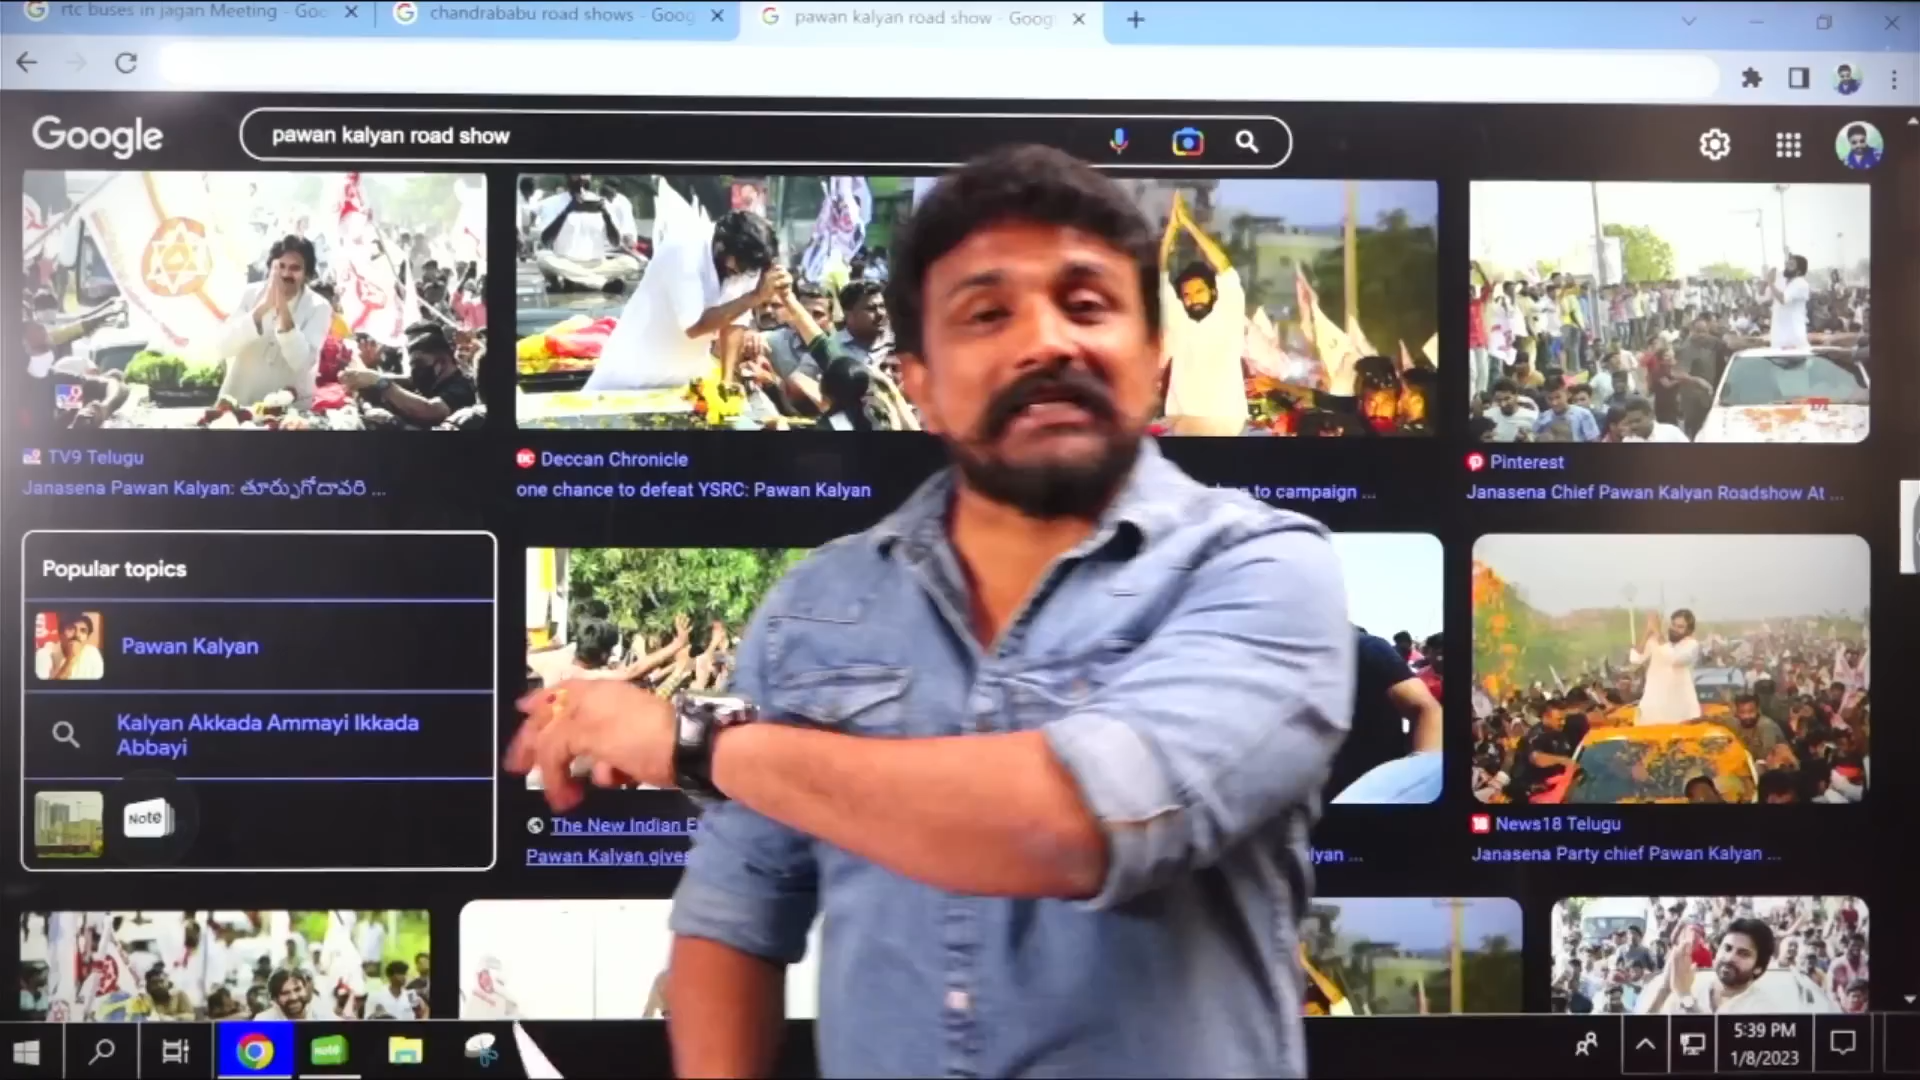 rtc buses in jagan Meeting - Goo
chandrababu road shows - Goog
pawan kalyan road show - Goog
Google
pawan kalyan road show
TV9 Telugu
Janasena Pawan Kalyan: తూర్పుగోదావరి ...
Deccan Chronicle
one chance to defeat YSRC: Pawan Kalyan
to campaign ...
Pinterest
Janasena Chief Pawan Kalyan Roadshow At ...
Popular topics
Pawan Kalyan
Kalyan Akkada Ammayi Ikkada
Abbayi
Note
The New Indian E
Pawan Kalyan gives
lyan ...
News18 Telugu
Janasena Party chief Pawan Kalyan ...
note
5:39 PM
1/8/2023